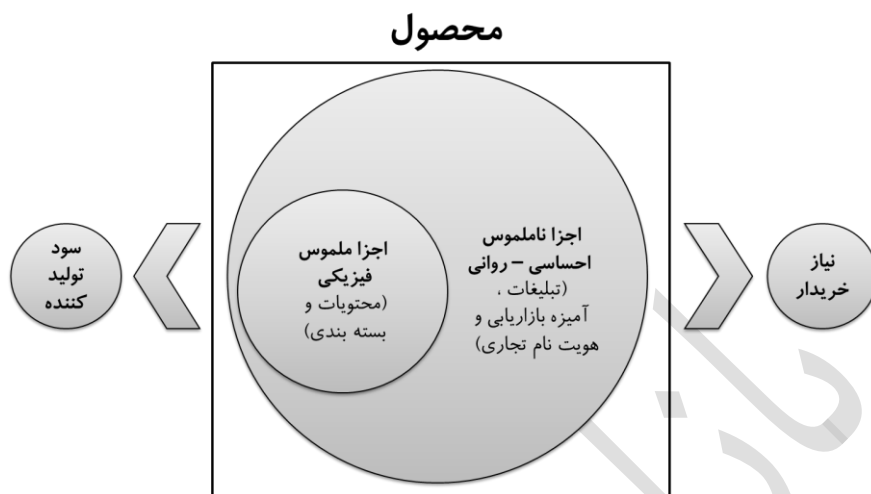 محصول
نیاز
خریدار
اجزا ناملموس
احساسی – روانی
(تبلیغات ،
آمیزه بازاریابی و
هویت نام تجاری)
اجزا ملموس
فیزیکی
(محتویات و
بسته بندی)
سود
تولید
کننده